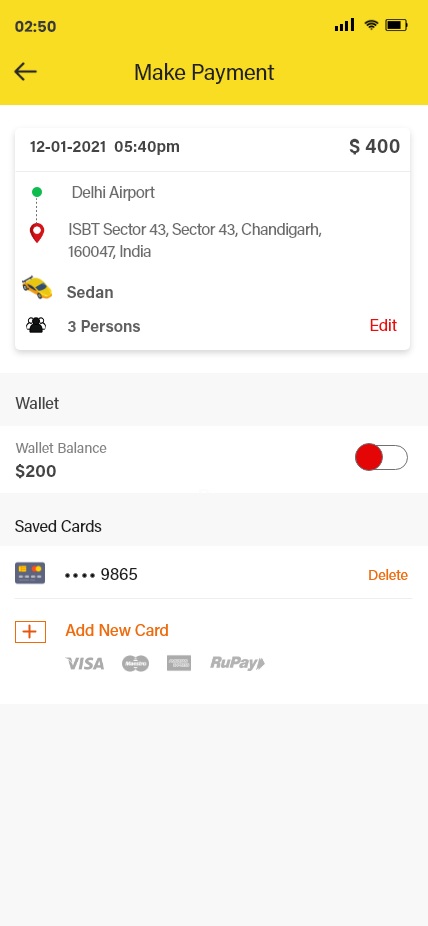 02:50
Make Payment
12-01-2021 05:40pm $ 400
Delhi Airport
ISBT Sector 43, Sector 43, Chandigarh,
160047, India
Sedan
3 Persons Edit
Wallet
Wallet Balance
$200
Saved Cards
•••• 9865 Delete
Add New Card
VISA Maestro RuPay